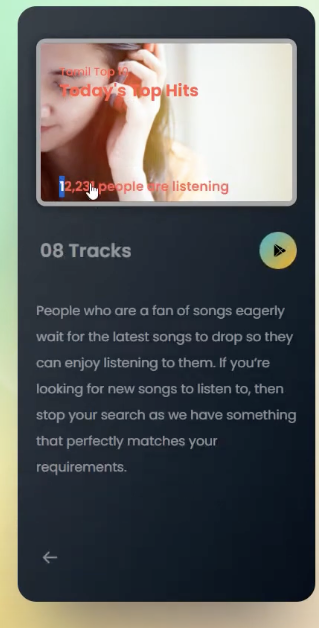 Tamil Top 10
Today's Top Hits
12,231 people are listening
08 Tracks
People who are a fan of songs eagerly
wait for the latest songs to drop so they
can enjoy listening to them. If you're
looking for new songs to listen to, then
stop your search as we have something
that perfectly matches your
requirements.